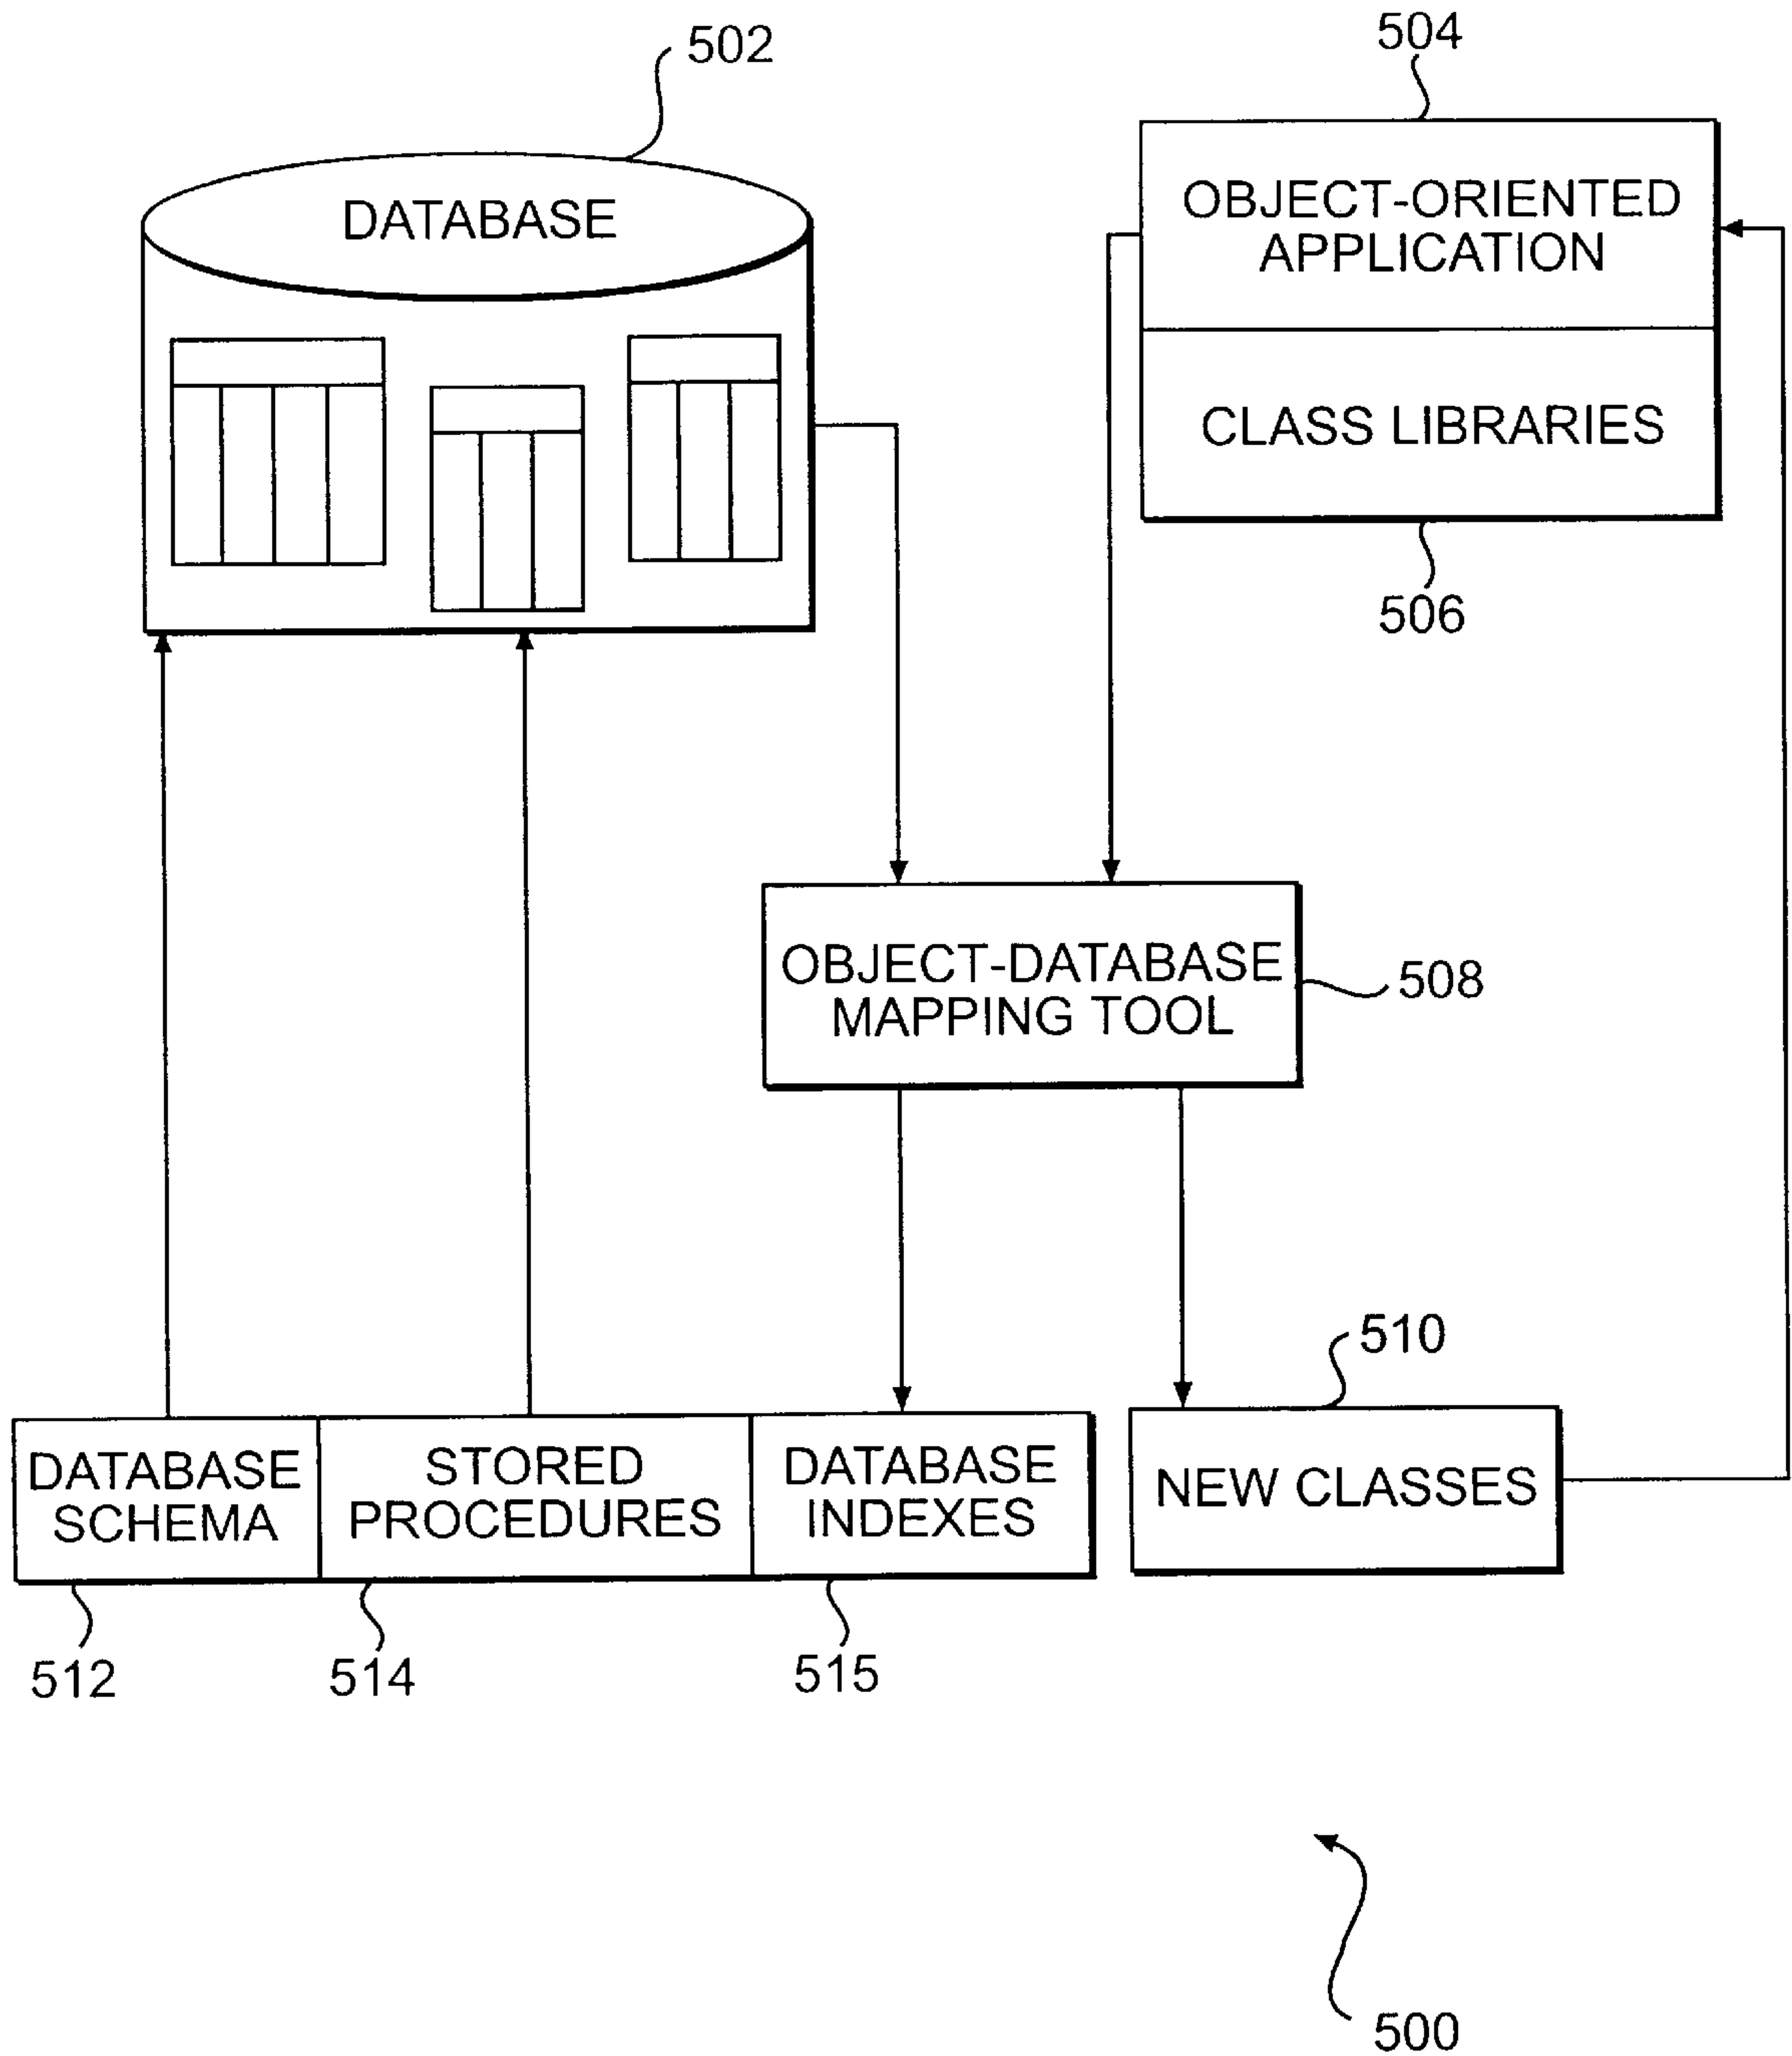 502
504
DATABASE
OBJECT-ORIENTED
APPLICATION
CLASS LIBRARIES
506
OBJECT-DATABASE
MAPPING TOOL
508
510
DATABASE
SCHEMA
STORED
PROCEDURES
DATABASE
INDEXES
NEW CLASSES
512
514
515
500